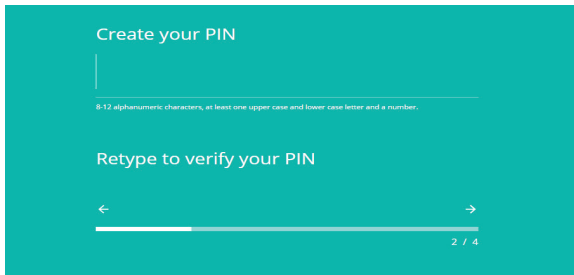 Create your PIN
8-12 alphanumeric characters, at least one upper case and lower case letter and a number.
Retype to verify your PIN
← →
2 / 4